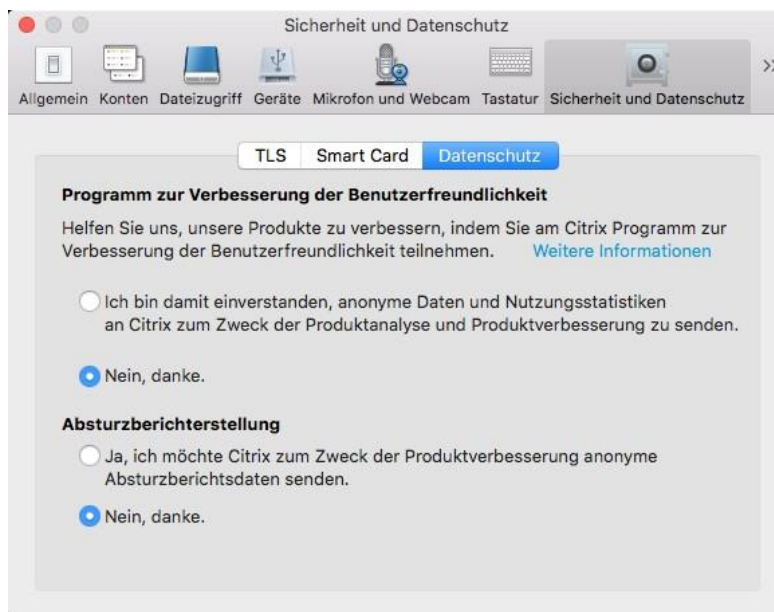 Sicherheit und Datenschutz
Allgemein Konten Dateizugriff Geräte Mikrofon und Webcam Tastatur Sicherheit und Datenschutz
TLS Smart Card Datenschutz
Programm zur Verbesserung der Benutzerfreundlichkeit
Helfen Sie uns, unsere Produkte zu verbessern, indem Sie am Citrix Programm zur
Verbesserung der Benutzerfreundlichkeit teilnehmen. Weitere Informationen
Ich bin damit einverstanden, anonyme Daten und Nutzungsstatistiken
an Citrix zum Zweck der Produktanalyse und Produktverbesserung zu senden.
Nein, danke.
Absturzberichterstellung
Ja, ich möchte Citrix zum Zweck der Produktverbesserung anonyme
Absturzberichtsdaten senden.
Nein, danke.